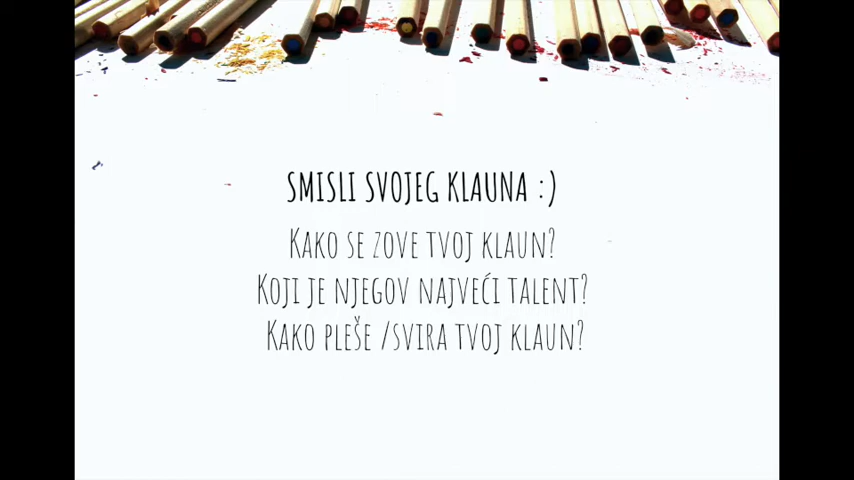 SMISLI SVOJEG KLAUNA :)
KAKO SE ZOVE TVOJ KLAUN?
KOJI JE NJEGOV NAJVEĆI TALENT?
KAKO PLEŠE /SVIRA TVOJ KLAUN?